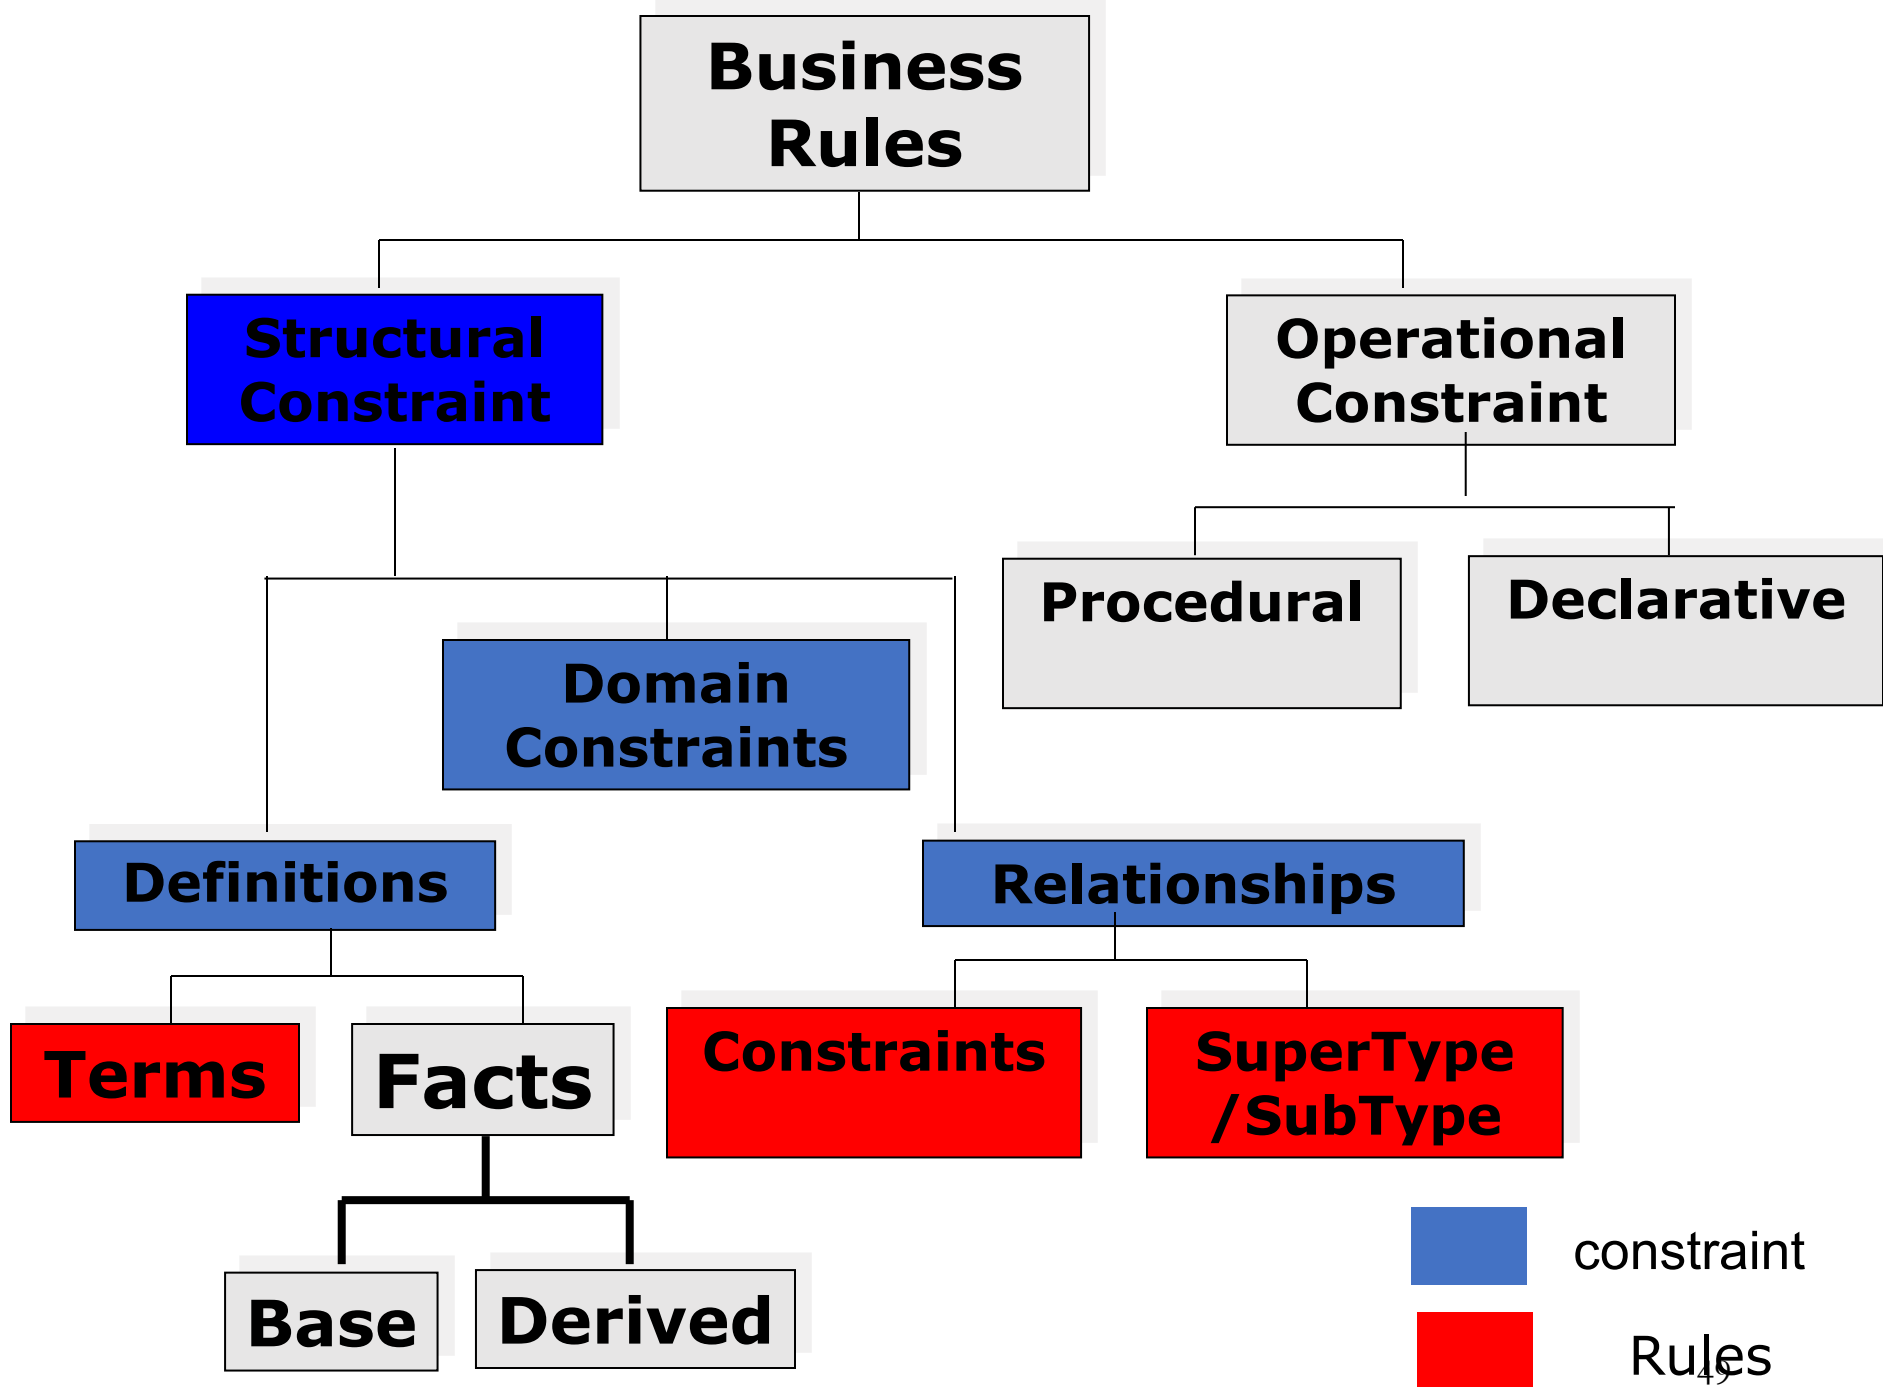 Business
Rules
Structural
Constraint
Operational
Constraint
Procedural
Declarative
Domain
Constraints
Definitions
Relationships
Terms
Facts
Constraints
SuperType
/SubType
Base
Derived
constraint
Rules
49